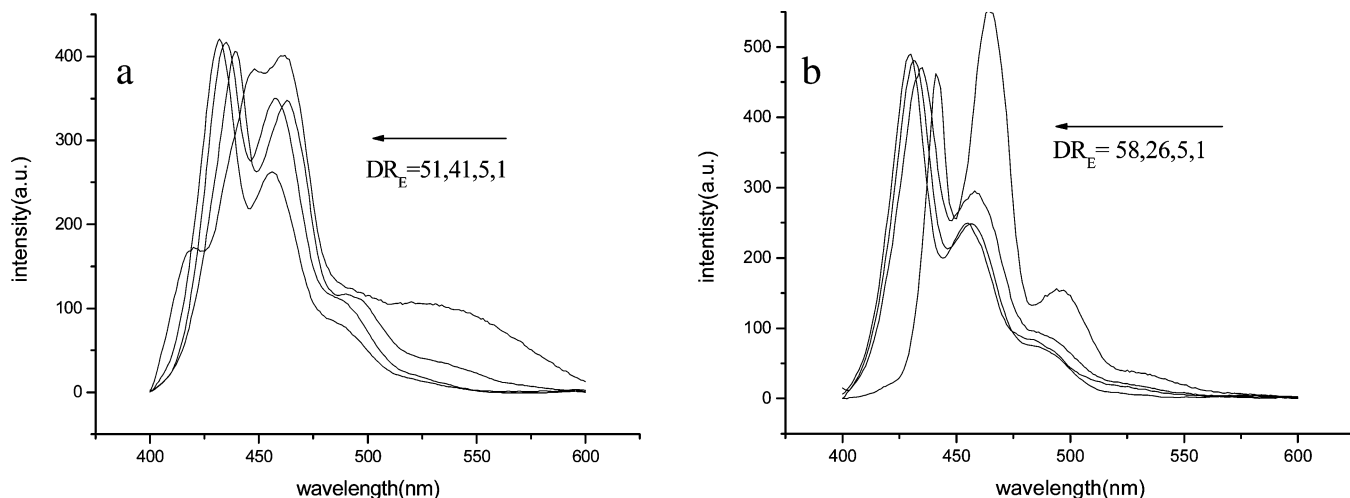 a
400
300
200
100
0
intensity(a.u.)
DR_E=51,41,5,1
400 450 500 550 600
wavelength(nm)
b
500
400
300
200
100
0
intentisty(a.u.)
DR_E=58,26,5,1
400 450 500 550 600
wavelength(nm)